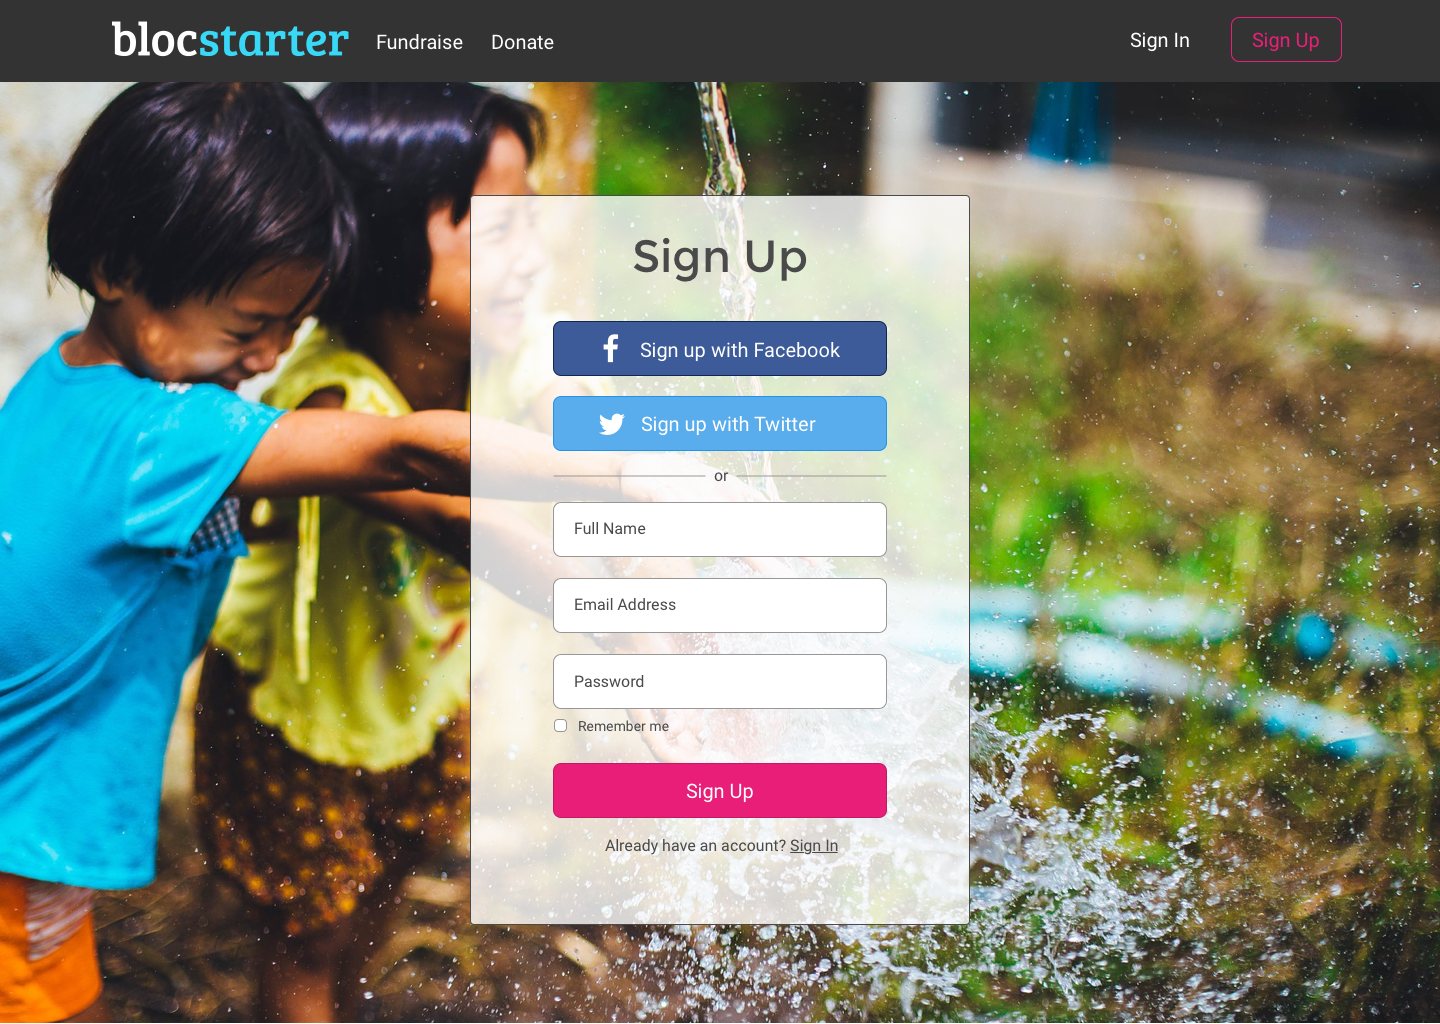 blocstarter Fundraise Donate Sign In Sign Up
Sign Up
Sign up with Facebook
Sign up with Twitter
or
Full Name
Email Address
Password
Remember me
Sign Up
Already have an account? Sign In